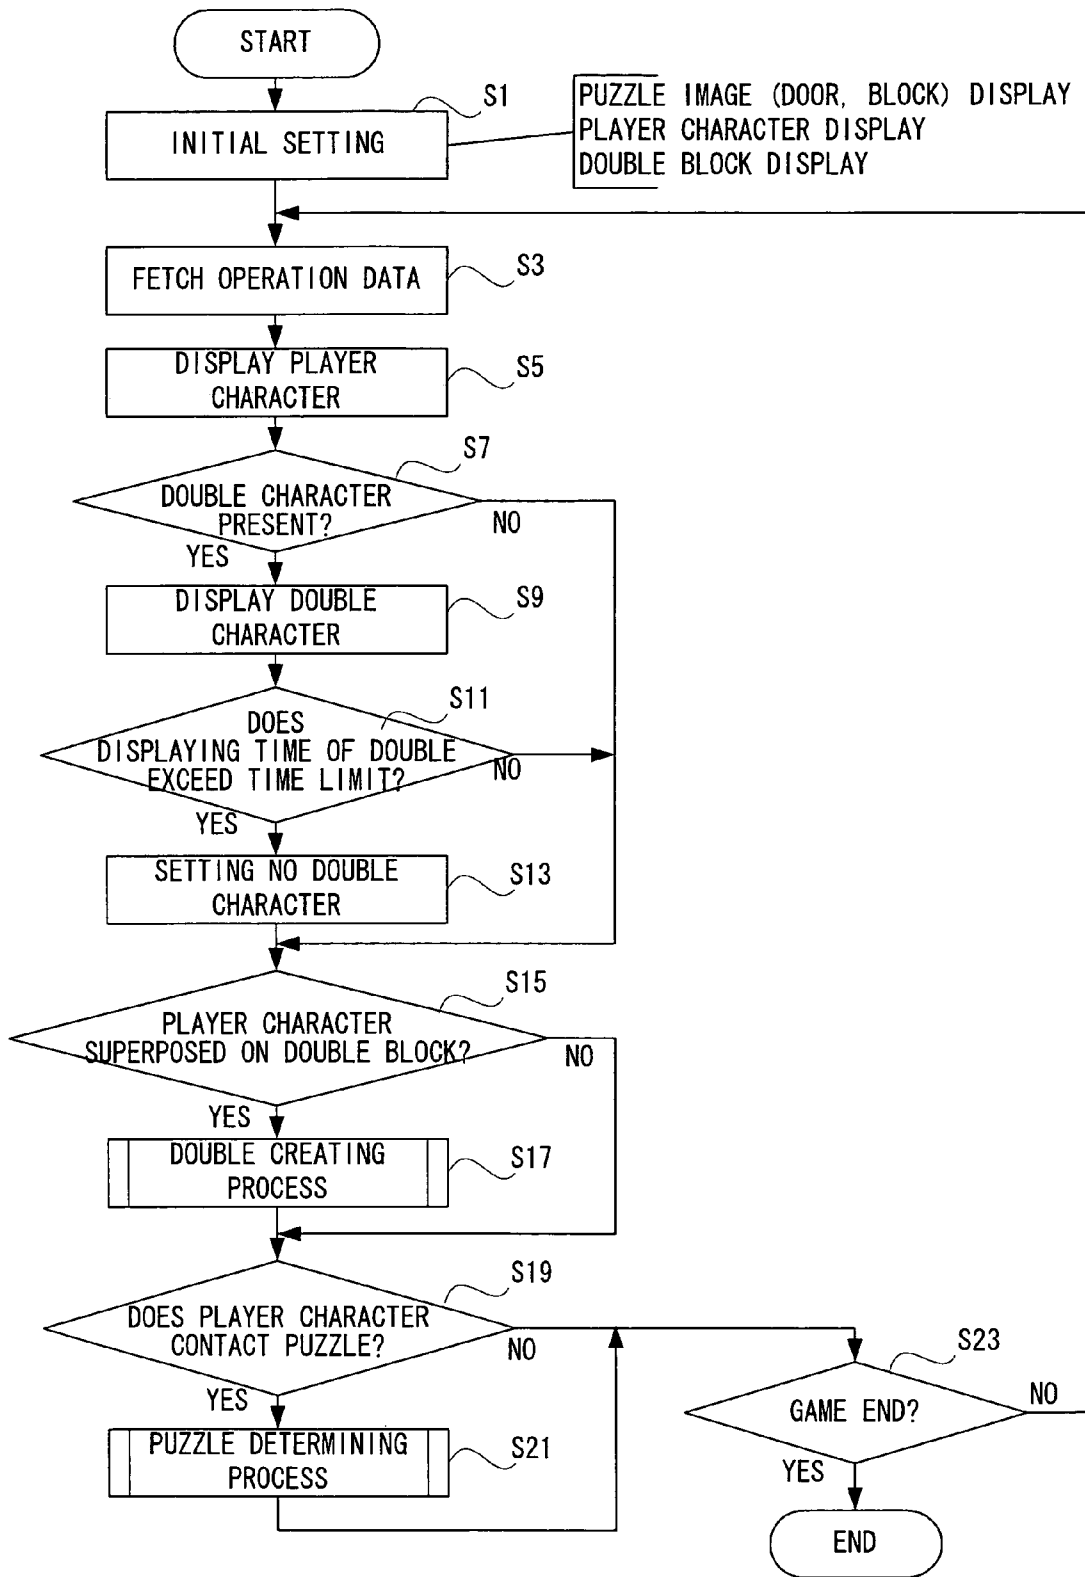 START
S1
INITIAL SETTING
PUZZLE IMAGE (DOOR, BLOCK) DISPLAY
PLAYER CHARACTER DISPLAY
DOUBLE BLOCK DISPLAY
FETCH OPERATION DATA
S3
DISPLAY PLAYER
CHARACTER
S5
S7
DOUBLE CHARACTER
PRESENT?
NO
YES
DISPLAY DOUBLE
CHARACTER
S9
S11
DOES
DISPLAYING TIME OF DOUBLE
EXCEED TIME LIMIT?
NO
YES
SETTING NO DOUBLE
CHARACTER
S13
S15
PLAYER CHARACTER
SUPERPOSED ON DOUBLE BLOCK?
NO
YES
DOUBLE CREATING
PROCESS
S17
S19
DOES PLAYER CHARACTER
CONTACT PUZZLE?
NO
YES
PUZZLE DETERMINING
PROCESS
S21
S23
GAME END?
NO
YES
END